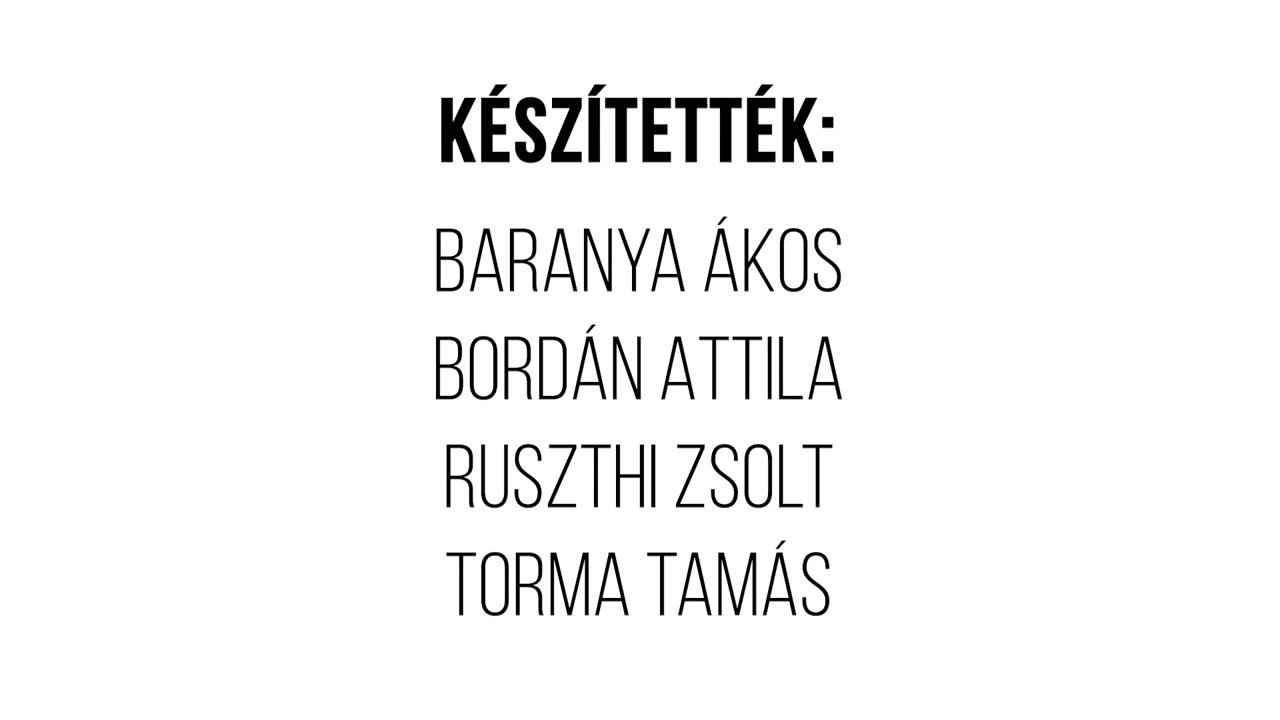 KÉSZÍTETTÉK:
BARANYA ÁKOS
BORDÁN ATTILA
RUSZTHI ZSOLT
TORMA TAMÁS